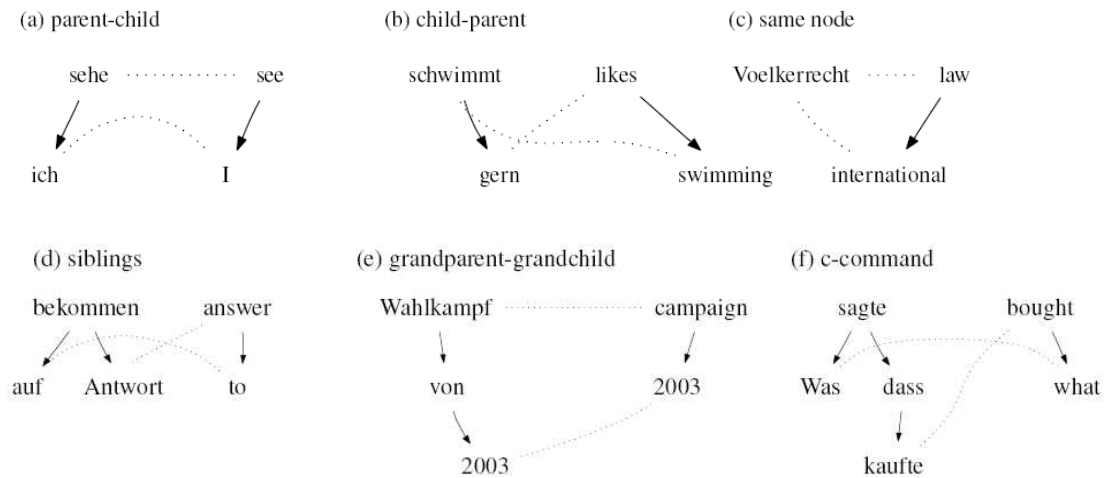 (a) parent-child (b) child-parent (c) same node
sehe see schwimmt likes Voelkerrecht law
ich I gern swimming international
(d) siblings (e) grandparent-grandchild (f) c-command
bekommen answer Wahlkampf campaign sagte bought
auf Antwort to von 2003 Was dass what
2003 kaufte